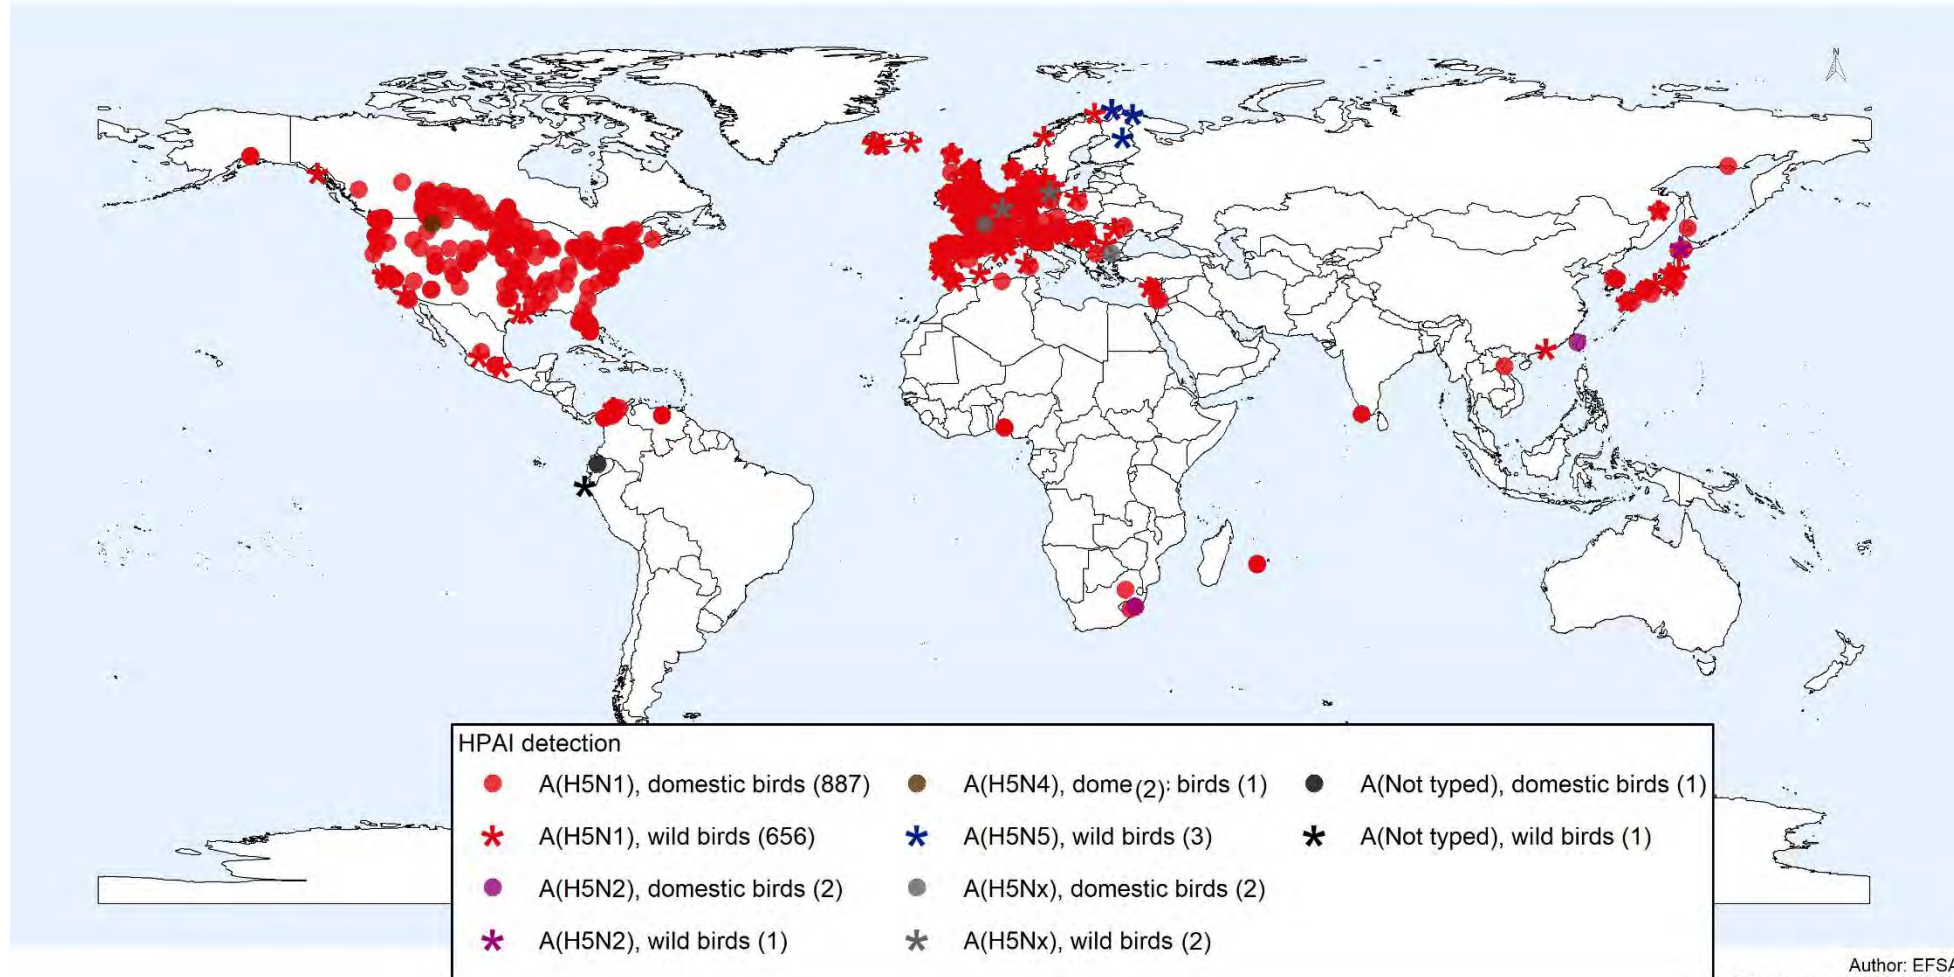 N
HPAI detection
A(H5N1), domestic birds (887)
A(H5N4), dome(2): birds (1)
A(Not typed), domestic birds (1)
A(H5N1), wild birds (656)
A(H5N5), wild birds (3)
A(Not typed), wild birds (1)
A(H5N2), domestic birds (2)
A(H5Nx), domestic birds (2)
A(H5N2), wild birds (1)
A(H5Nx), wild birds (2)
Author: EFSA